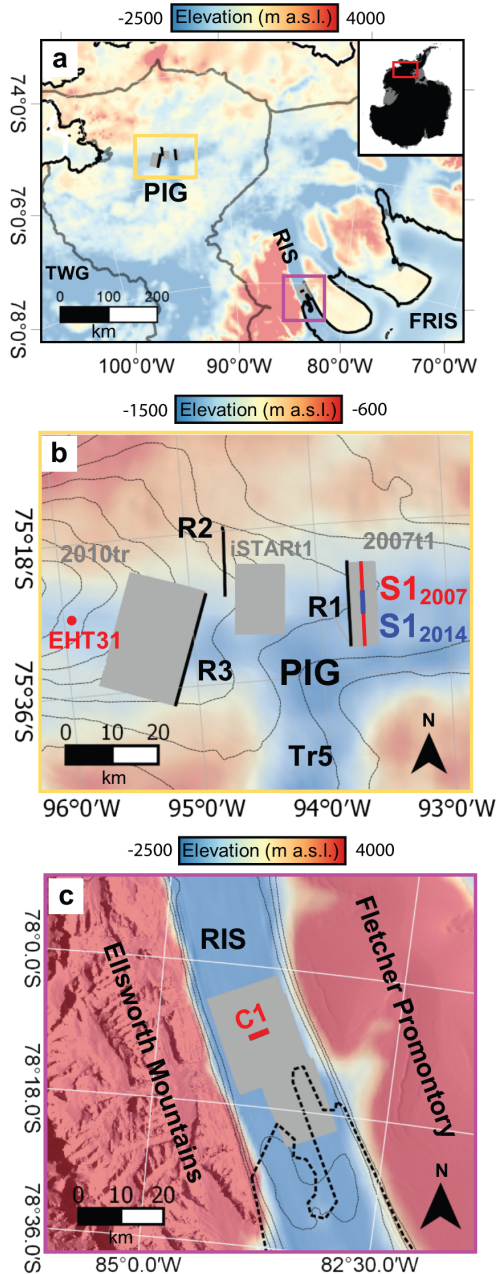 -2500 Elevation (m a.s.l.) 4000
a
74°0'S
76°0'S
78°0'S
PIG
RIS
TWG
FRIS
0 100 200
km
100°0'W 90°0'W 80°0'W 70°0'W
-1500 Elevation (m a.s.l.) -600
b
75°18'S
75°36'S
R2
2010tr
iSTARt1
2007t1
R1
S1₂₀₀₇
S1₂₀₁₄
EHT31
R3
PIG
Tr5
N
0 10 20
km
96°0'W 95°0'W 94°0'W 93°0'W
-2500 Elevation (m a.s.l.) 4000
c
78°0.0'S
78°18.0'S
78°36.0'S
RIS
Ellsworth Mountains
Fletcher Promontory
C1
N
0 10 20
km
85°0.0'W 82°30.0'W